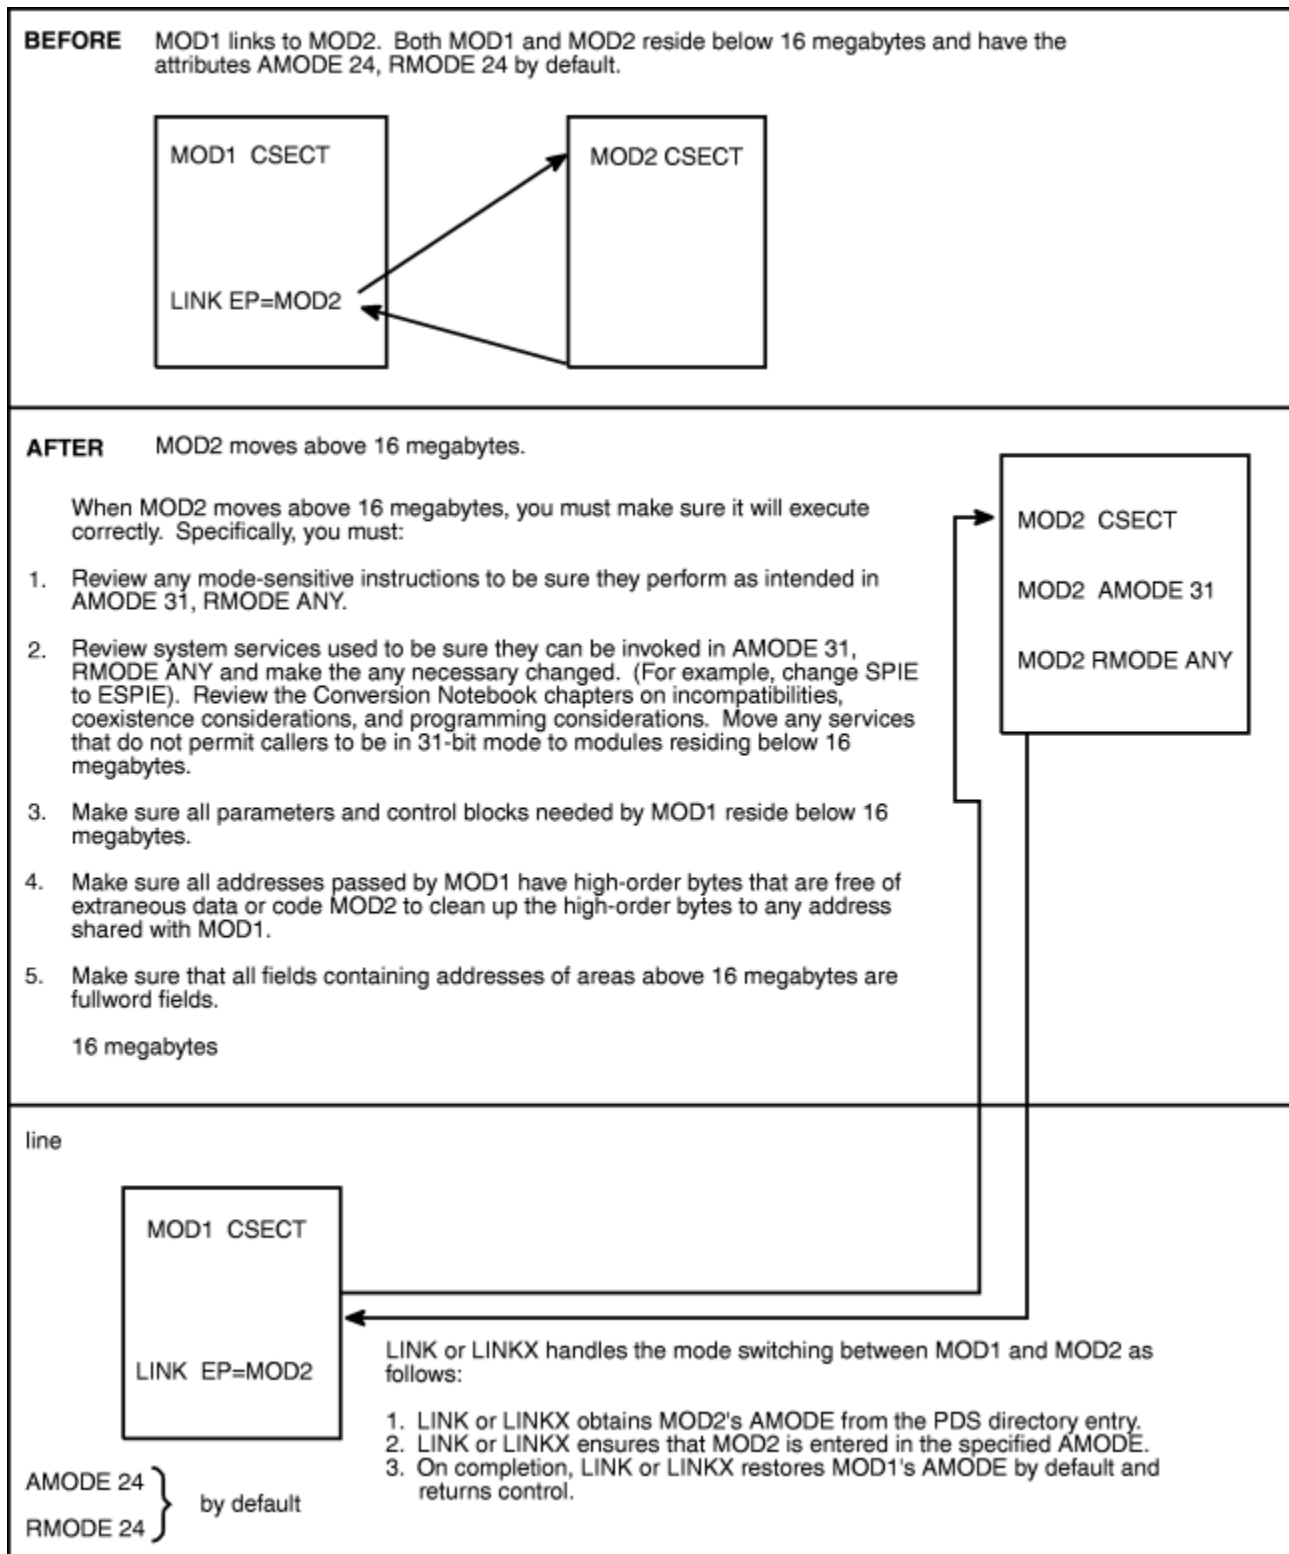 BEFORE MOD1 links to MOD2. Both MOD1 and MOD2 reside below 16 megabytes and have the
attributes AMODE 24, RMODE 24 by default.
MOD1 CSECT
MOD2 CSECT
LINK EP=MOD2
AFTER MOD2 moves above 16 megabytes.
When MOD2 moves above 16 megabytes, you must make sure it will execute
correctly. Specifically, you must:
1. Review any mode-sensitive instructions to be sure they perform as intended in
AMODE 31, RMODE ANY.
2. Review system services used to be sure they can be invoked in AMODE 31,
RMODE ANY and make the any necessary changed. (For example, change SPIE
to ESPIE). Review the Conversion Notebook chapters on incompatibilities,
coexistence considerations, and programming considerations. Move any services
that do not permit callers to be in 31-bit mode to modules residing below 16
megabytes.
3. Make sure all parameters and control blocks needed by MOD1 reside below 16
megabytes.
4. Make sure all addresses passed by MOD1 have high-order bytes that are free of
extraneous data or code MOD2 to clean up the high-order bytes to any address
shared with MOD1.
5. Make sure that all fields containing addresses of areas above 16 megabytes are
fullword fields.
16 megabytes
MOD2 CSECT
MOD2 AMODE 31
MOD2 RMODE ANY
line
MOD1 CSECT
LINK EP=MOD2
AMODE 24
RMODE 24
by default
LINK or LINKX handles the mode switching between MOD1 and MOD2 as
follows:
1. LINK or LINKX obtains MOD2's AMODE from the PDS directory entry.
2. LINK or LINKX ensures that MOD2 is entered in the specified AMODE.
3. On completion, LINK or LINKX restores MOD1's AMODE by default and
returns control.